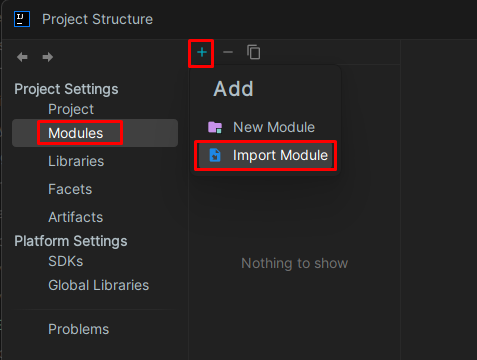 IJ
Project Structure
Project Settings
Project
Modules
Libraries
Facets
Artifacts
Platform Settings
SDKs
Global Libraries
Problems
Add
New Module
Import Module
Nothing to show